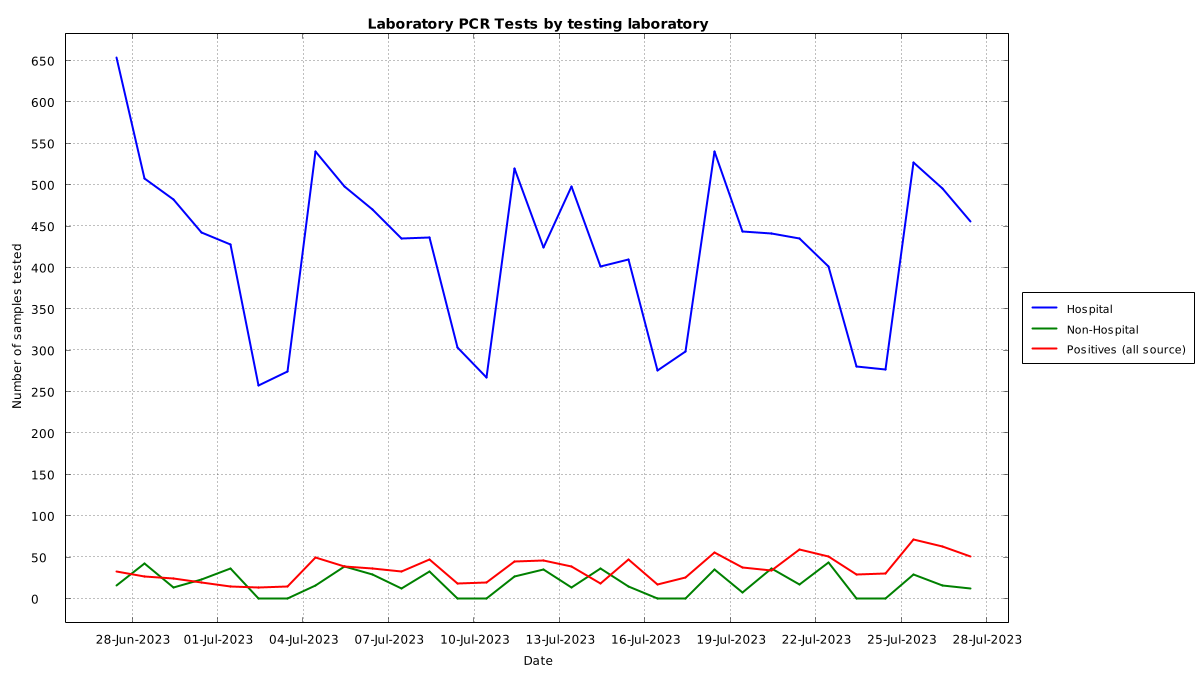 Laboratory PCR Tests by testing laboratory
650
600
550
500
450
400
350
300
250
200
150
100
50
0
Number of samples tested
28-Jun-2023 01-Jul-2023 04-Jul-2023 07-Jul-2023 10-Jul-2023 13-Jul-2023 16-Jul-2023 19-Jul-2023 22-Jul-2023 25-Jul-2023 28-Jul-2023
Date
Hospital
Non-Hospital
Positives (all source)